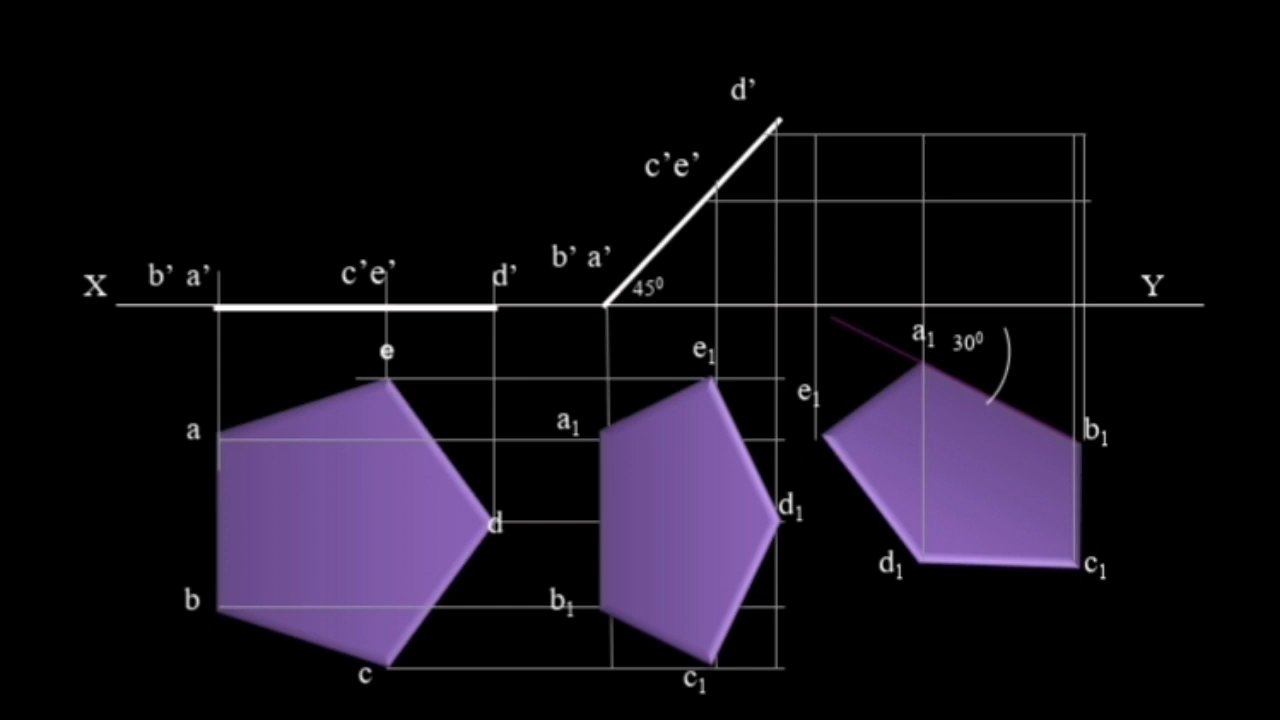 d’
c’e’
b’ a’
45⁰
X
b’ a’
c’e’
d’
Y
e
e₁
a₁
30⁰
e₁
a
a₁
b₁
d
d₁
d₁
c₁
b
b₁
c
c₁